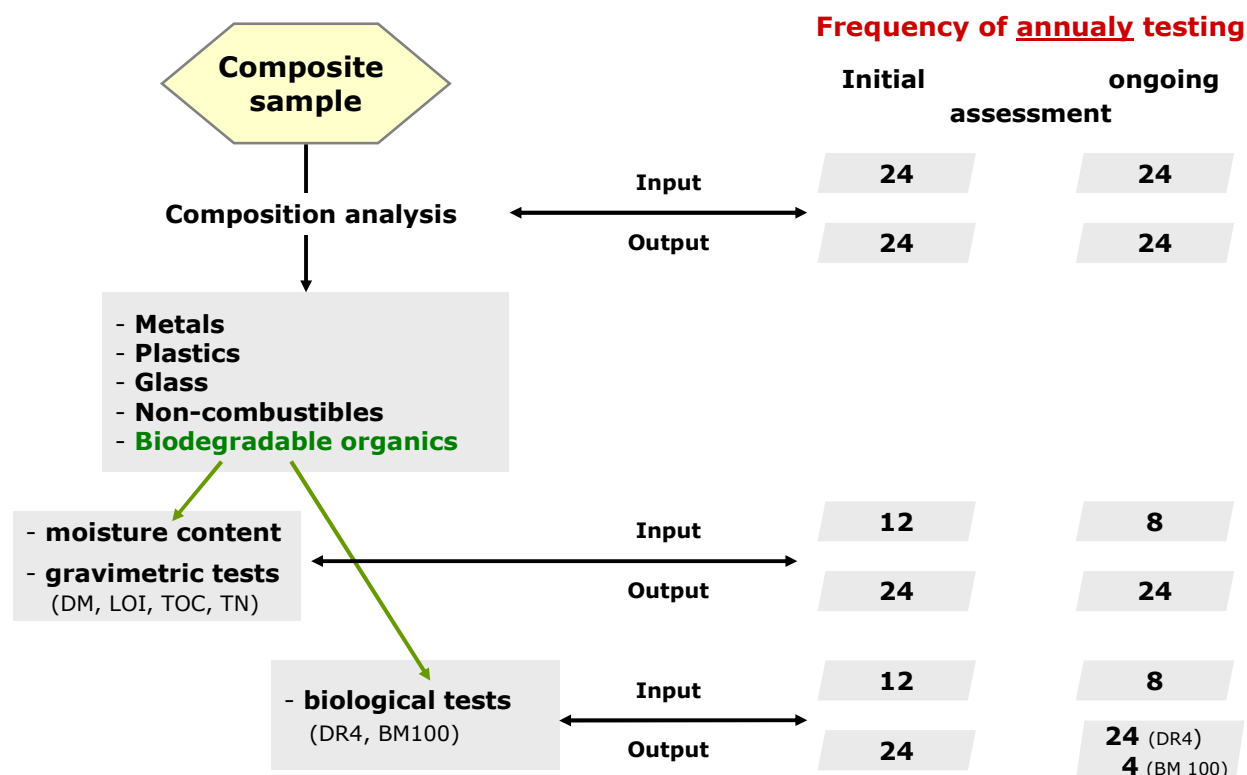 Frequency of annualy testing
Composite
sample
Initial ongoing
assessment
Input 24 24
Composition analysis
Output 24 24
- Metals
- Plastics
- Glass
- Non-combustibles
- Biodegradable organics
- moisture content
Input 12 8
- gravimetric tests
(DM, LOI, TOC, TN)
Output 24 24
- biological tests
(DR4, BM100)
Input 12 8
Output 24 24 (DR4)
4 (BM 100)